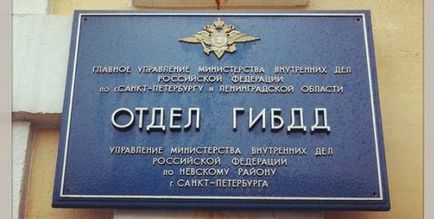 ГЛАВНОЕ УПРАВЛЕНИЕ МИНИСТЕРСТВА ВНУТРЕННИХ ДЕЛ
РОССИЙСКОЙ ФЕДЕРАЦИИ
по г.САНКТ-ПЕТЕРБУРГУ и ЛЕНИНГРАДСКОЙ ОБЛАСТИ
ОТДЕЛ ГИБДД
УПРАВЛЕНИЕ МИНИСТЕРСТВА ВНУТРЕННИХ ДЕЛ
РОССИЙСКОЙ ФЕДЕРАЦИИ
по НЕВСКОМУ РАЙОНУ
г. САНКТ-ПЕТЕРБУРГА